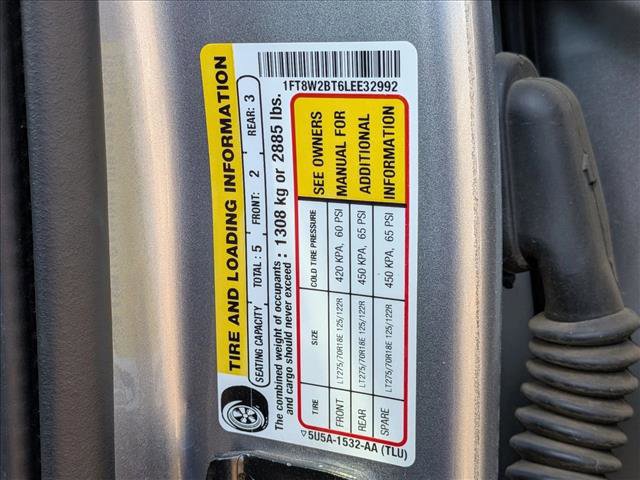 TIRE AND LOADING INFORMATION
SEATING CAPACITY TOTAL: 5 FRONT: 2 REAR: 3
The combined weight of occupants and cargo should never exceed : 1308 kg or 2885 lbs.
1FT8W2BT6LEE32992
TIRE SIZE COLD TIRE PRESSURE SEE OWNERS
FRONT LT275/70R18E 125/122R 420 KPA, 60 PSI MANUAL FOR
REAR LT275/70R18E 125/122R 450 KPA, 65 PSI ADDITIONAL
SPARE LT275/70R18E 125/122R 450 KPA, 65 PSI INFORMATION
▽5U5A-1532-AA (TLU)